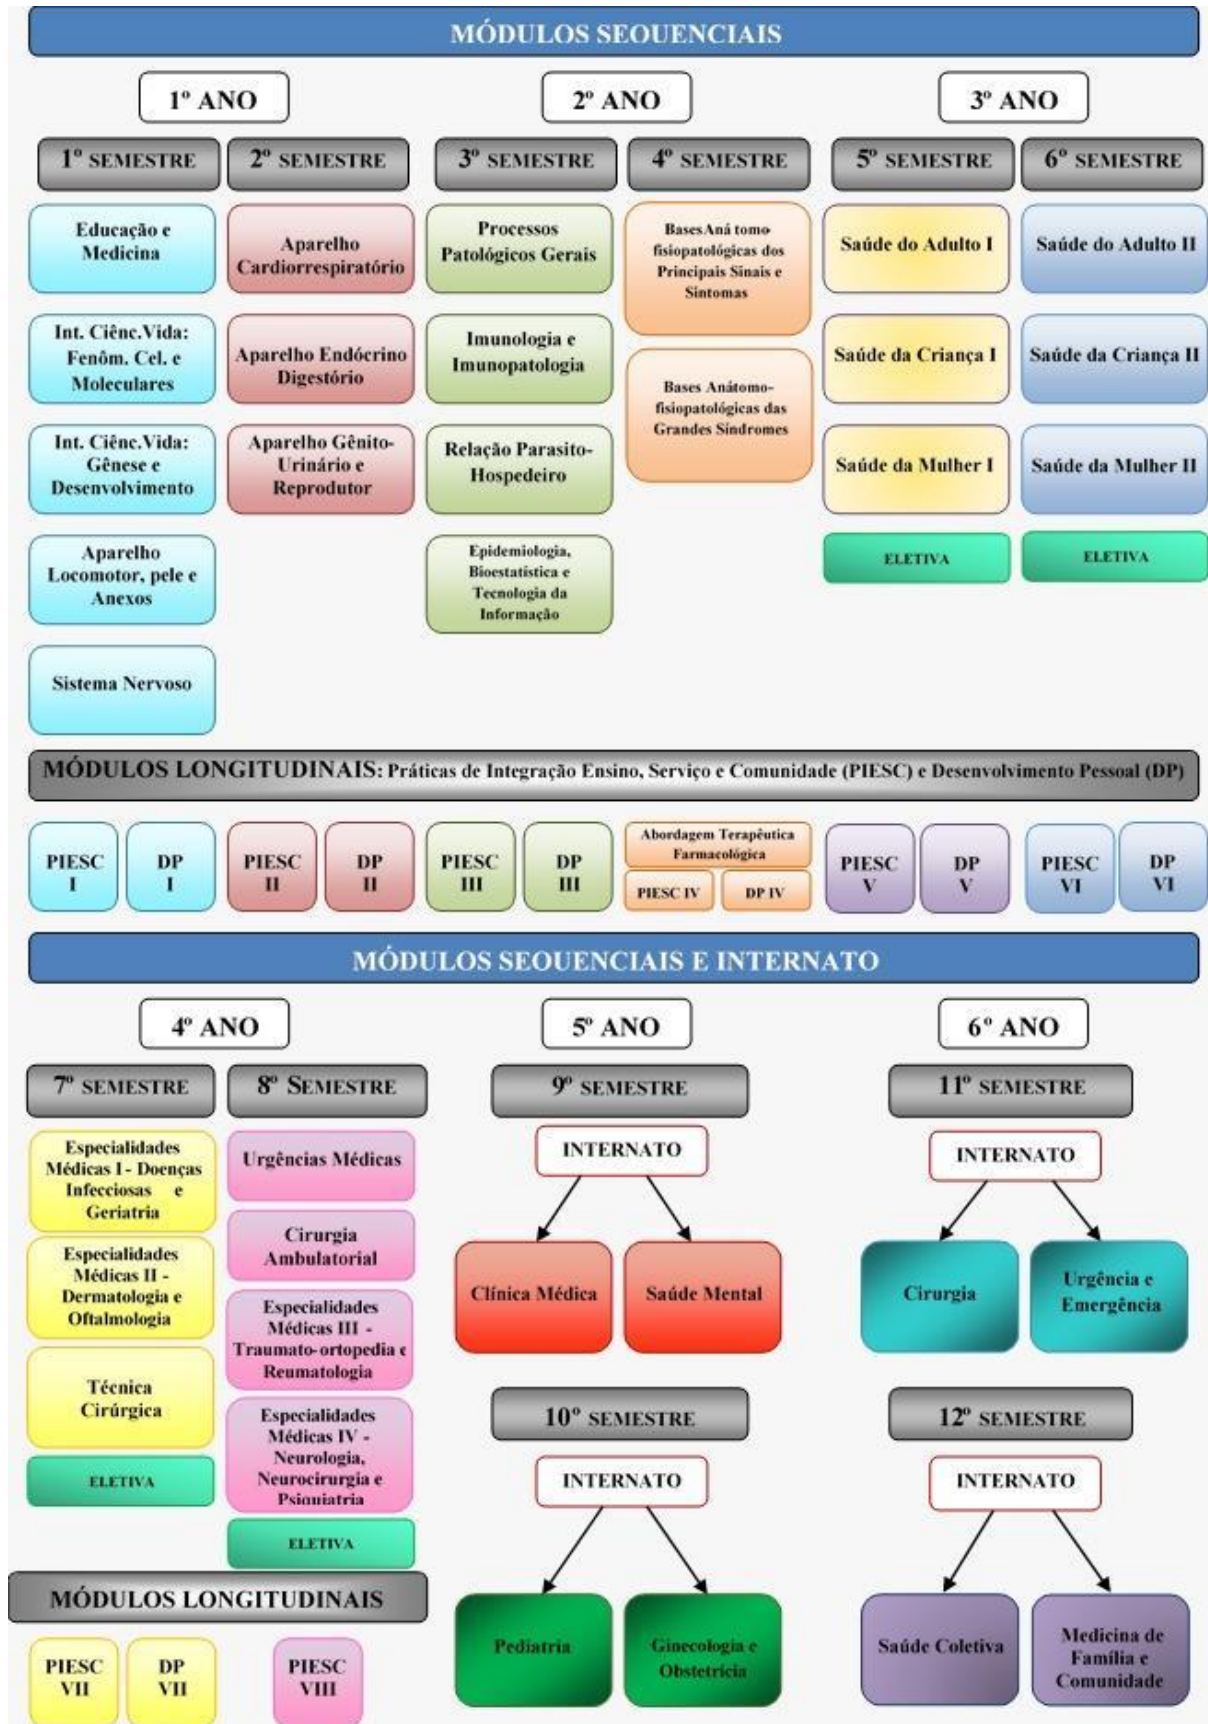 MÓDULOS SEQUENCIAIS
1º ANO
2º ANO
3º ANO
1º SEMESTRE
2º SEMESTRE
3º SEMESTRE
4º SEMESTRE
5º SEMESTRE
6º SEMESTRE
Educação e
Medicina
Int. Ciênc.Vida:
Fenôm. Cel. e
Moleculares
Int. Ciênc.Vida:
Gênese e
Desenvolvimento
Aparelho
Locomotor, pele e
Anexos
Sistema Nervoso
Aparelho
Cardiorrespiratório
Aparelho Endócrino
Digestório
Aparelho Gênito-
Urinário e
Reprodutor
Processos
Patológicos Gerais
Imunologia e
Imunopatologia
Relação Parasito-
Hospedeiro
Epidemiologia,
Bioestatística e
Tecnologia da
Informação
Bases Aná tomo-
fisiopatológicas dos
Principais Sinais e
Sintomas
Bases Anátomo-
fisiopatológicas das
Grandes Síndromes
Saúde do Adulto I
Saúde da Criança I
Saúde da Mulher I
ELETIVA
Saúde do Adulto II
Saúde da Criança II
Saúde da Mulher II
ELETIVA
MÓDULOS LONGITUDINAIS: Práticas de Integração Ensino, Serviço e Comunidade (PIESC) e Desenvolvimento Pessoal (DP)
PIESC
I
DP
I
PIESC
II
DP
II
PIESC
III
DP
III
Abordagem Terapêutica
Farmacológica
PIESC IV
DP IV
PIESC
V
DP
V
PIESC
VI
DP
VI
MÓDULOS SEQUENCIAIS E INTERNATO
4º ANO
5º ANO
6º ANO
7º SEMESTRE
8º SEMESTRE
9º SEMESTRE
11º SEMESTRE
Especialidades
Médicas I - Doenças
Infecciosas e
Geriatria
Especialidades
Médicas II -
Dermatologia e
Oftalmologia
Técnica
Cirúrgica
ELETIVA
Urgências Médicas
Cirurgia
Ambulatorial
Especialidades
Médicas III -
Traumato-ortopedia e
Reumatologia
Especialidades
Médicas IV -
Neurologia,
Neurocirurgia e
Psiquiatria
ELETIVA
INTERNATO
Clínica Médica
Saúde Mental
INTERNATO
Cirurgia
Urgência e
Emergência
10º SEMESTRE
INTERNATO
Pediatria
Ginecologia e
Obstetrícia
12º SEMESTRE
INTERNATO
Saúde Coletiva
Medicina de
Família e
Comunidade
MÓDULOS LONGITUDINAIS
PIESC
VII
DP
VII
PIESC
VIII